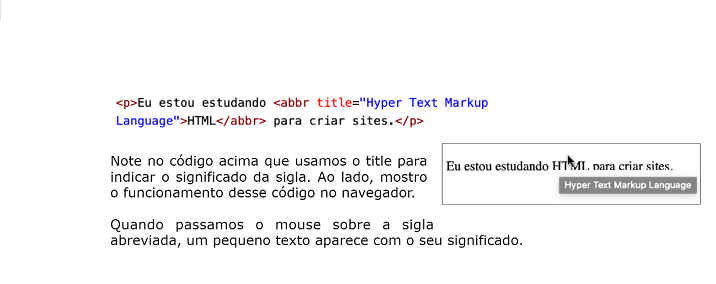 <p>Eu estou estudando <abbr title="Hyper Text Markup
Language">HTML</abbr> para criar sites.</p>
Note no código acima que usamos o title para
indicar o significado da sigla. Ao lado, mostro
o funcionamento desse código no navegador.
Quando passamos o mouse sobre a sigla
abreviada, um pequeno texto aparece com o seu significado.
Eu estou estudando HTML para criar sites.
Hyper Text Markup Language